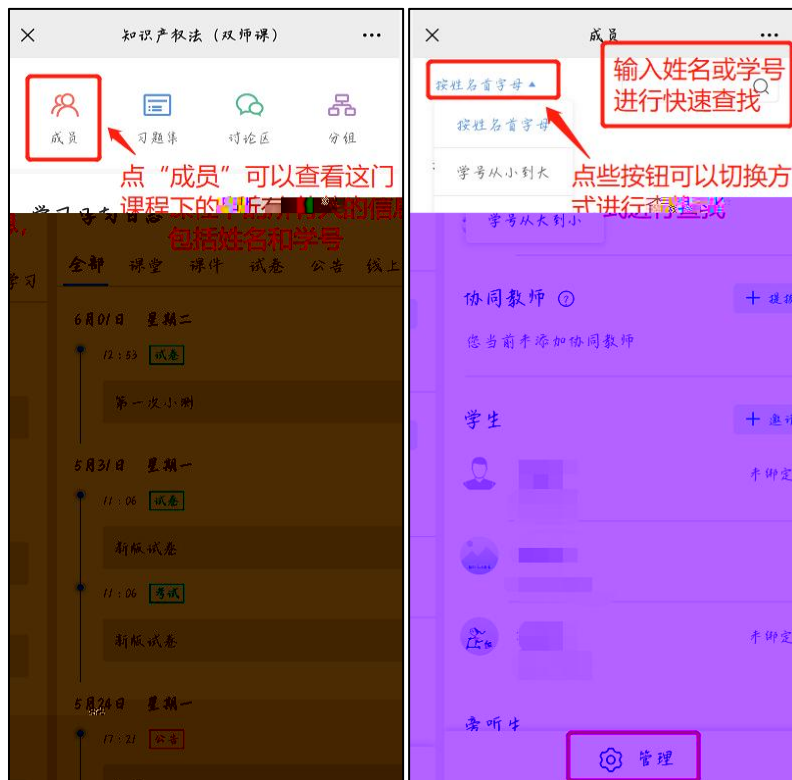 知识产权法（双师课）
成员
习题集
讨论区
分组
点“成员”可以查看这门
包括姓名和学号
全部 课堂 课件 试卷 公告 线上
学习
6月01日 星期二
12:53 试卷
第一次小测
5月31日 星期一
11:06 试卷
新版试卷
11:06 考试
新版试卷
5月24日 星期一
17:21 公告
成员
输入姓名或学号
进行快速查找
按姓名首字母
按姓名首字母
学号从小到大
点些按钮可以切换方
学号从大到小
协同教师
您当前未添加协同教师
学生
未绑定
未绑定
旁听生
管理